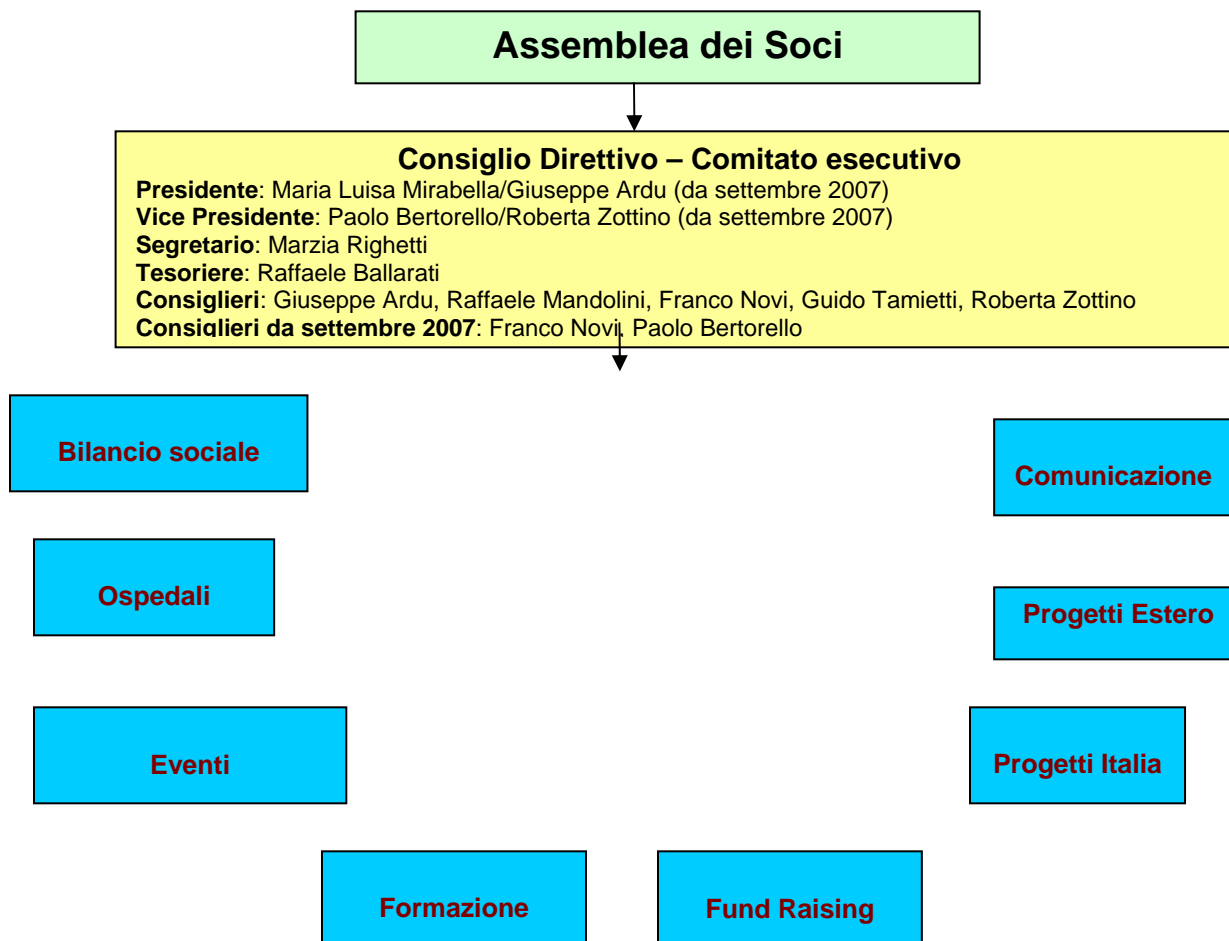 Assemblea dei Soci
Consiglio Direttivo – Comitato esecutivo
Presidente: Maria Luisa Mirabella/Giuseppe Ardu (da settembre 2007)
Vice Presidente: Paolo Bertorello/Roberta Zottino (da settembre 2007)
Segretario: Marzia Righetti
Tesoriere: Raffaele Ballarati
Consiglieri: Giuseppe Ardu, Raffaele Mandolini, Franco Novi, Guido Tamietti, Roberta Zottino
Consiglieri da settembre 2007: Franco Novi, Paolo Bertorello
Bilancio sociale
Comunicazione
Ospedali
Progetti Estero
Eventi
Progetti Italia
Formazione
Fund Raising